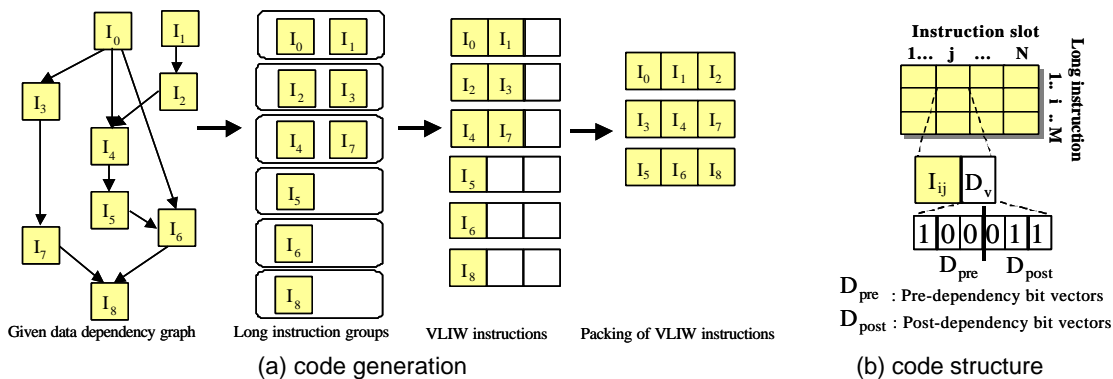 I0 I1
I3 I2
I4
I5 I6
I7
I8
Given data dependency graph
I0 I1
I2 I3
I4 I7
I5
I6
I8
Long instruction groups
I0 I1
I2 I3
I4 I7
I5
I6
I8
VLIW instructions
I0 I1 I2
I3 I4 I7
I5 I6 I8
Packing of VLIW instructions
(a) code generation
Instruction slot
1... j ... N
Long instruction
1.. i .. M
Iij Dv
1 0 0 0 1 1
Dpre Dpost
Dpre : Pre-dependency bit vectors
Dpost : Post-dependency bit vectors
(b) code structure